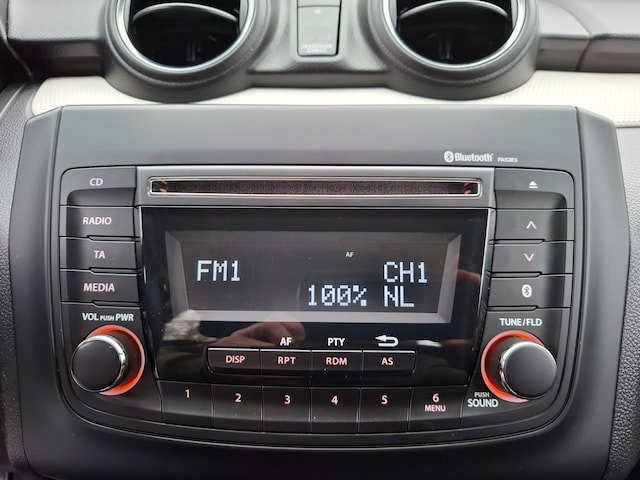 Bluetooth PA5265
CD
RADIO
TA
MEDIA
VOL PUSH PWR
AF
FM1 CH1
100% NL
AF PTY
DISP RPT RDM AS
1 2 3 4 5 6
MENU
TUNE/FLD
PUSH
SOUND